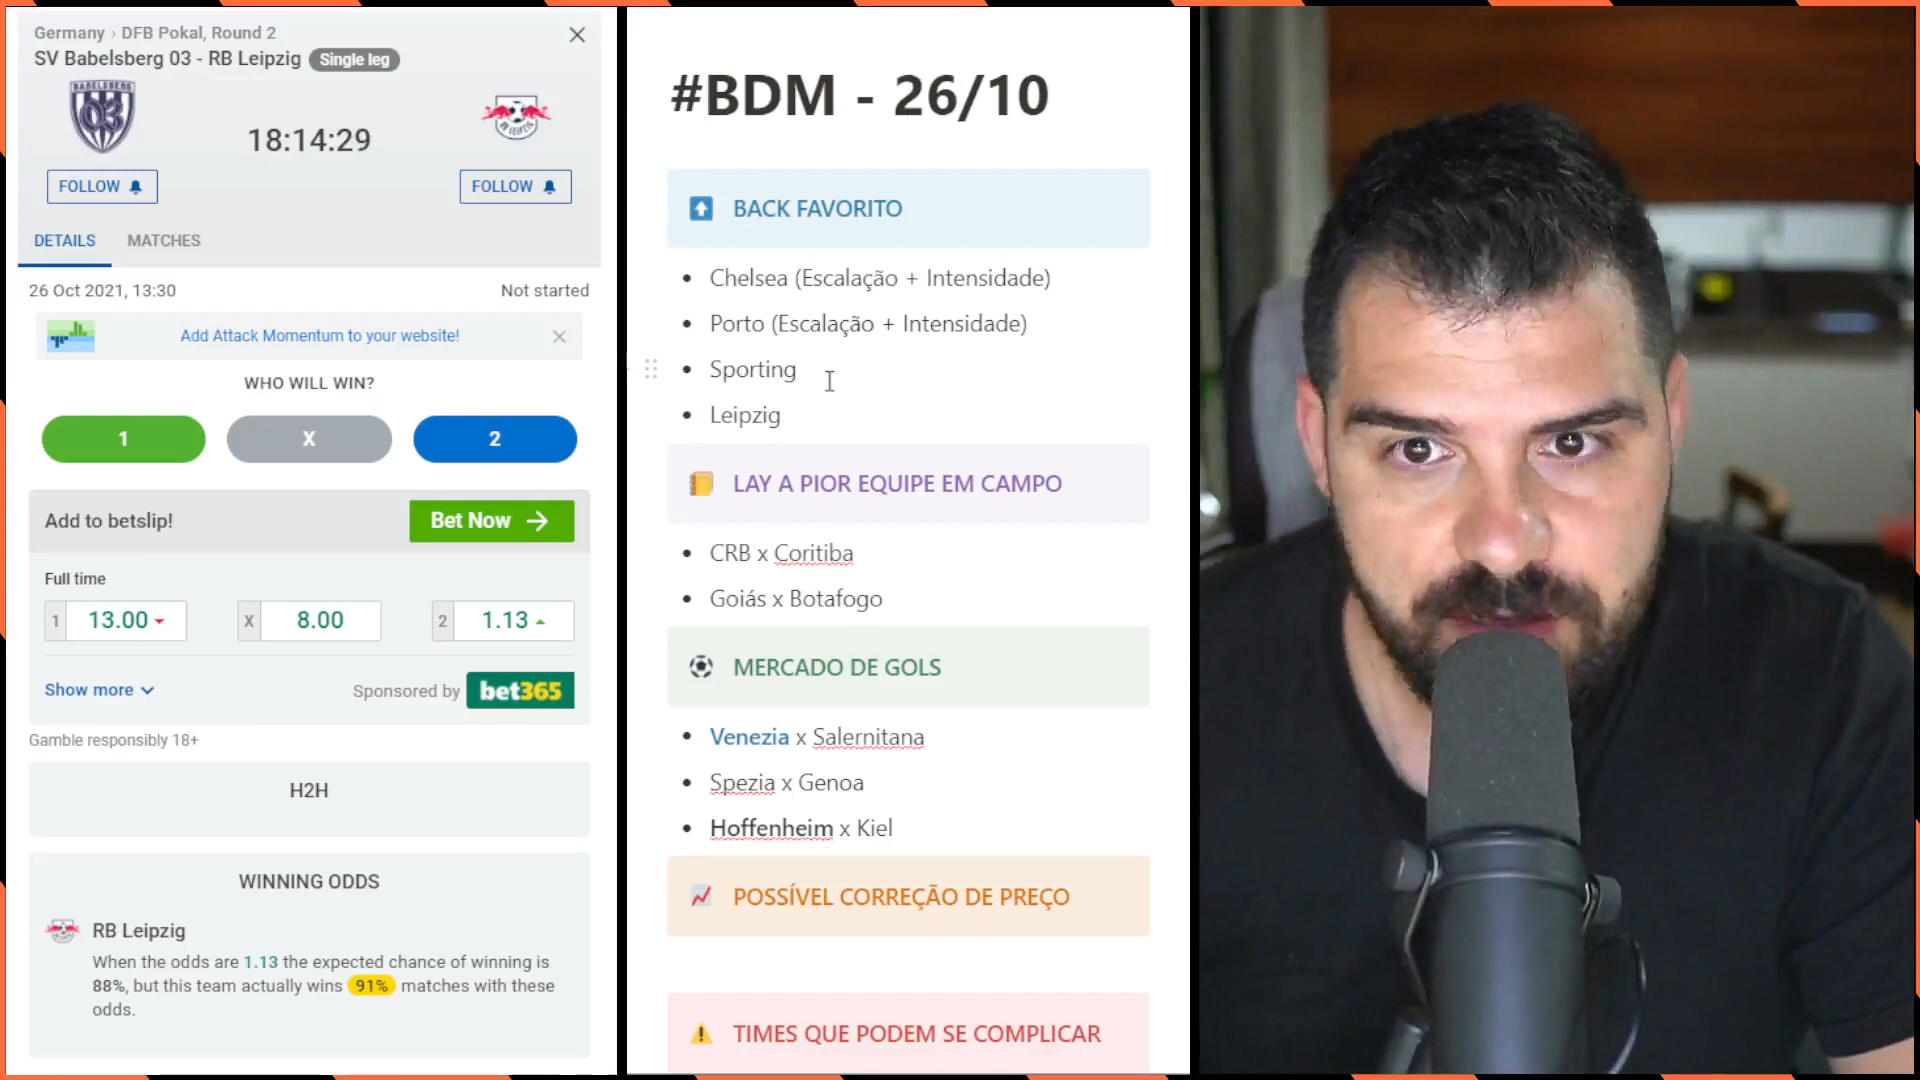 Germany › DFB Pokal, Round 2
SV Babelsberg 03 - RB Leipzig Single leg
BABELSBERG
03
RB LEIPZIG
18:14:29
FOLLOW
FOLLOW
DETAILS MATCHES
26 Oct 2021, 13:30 Not started
Add Attack Momentum to your website!
WHO WILL WIN?
1 X 2
Add to betslip! Bet Now
Full time
1 13.00 X 8.00 2 1.13
Show more Sponsored by bet365
Gamble responsibly 18+
H2H
WINNING ODDS
RB Leipzig
When the odds are 1.13 the expected chance of winning is
88%, but this team actually wins 91% matches with these
odds.
#BDM - 26/10
BACK FAVORITO
• Chelsea (Escalação + Intensidade)
• Porto (Escalação + Intensidade)
• Sporting
• Leipzig
LAY A PIOR EQUIPE EM CAMPO
• CRB x Coritiba
• Goiás x Botafogo
MERCADO DE GOLS
• Venezia x Salernitana
• Spezia x Genoa
• Hoffenheim x Kiel
POSSÍVEL CORREÇÃO DE PREÇO
TIMES QUE PODEM SE COMPLICAR